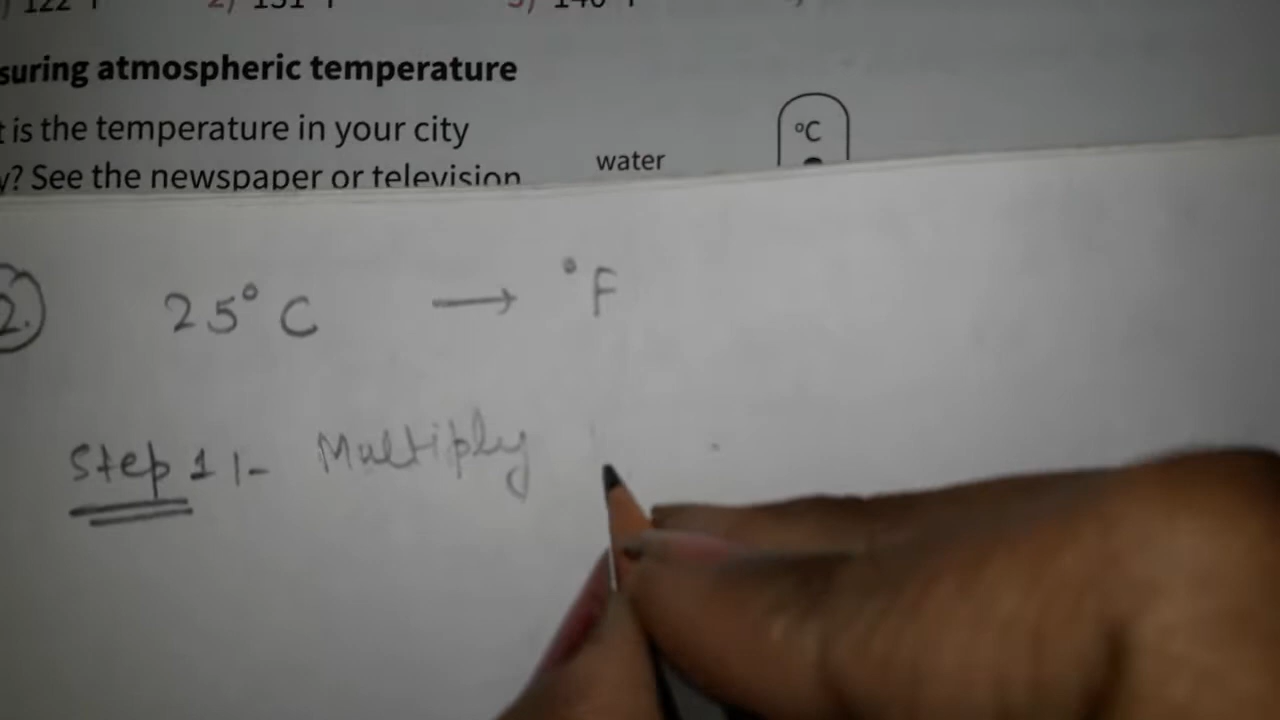 suring atmospheric temperature
t is the temperature in your city
y? See the newspaper or television
water
°C
2. 25°C → °F
Step 1 :- Multiply